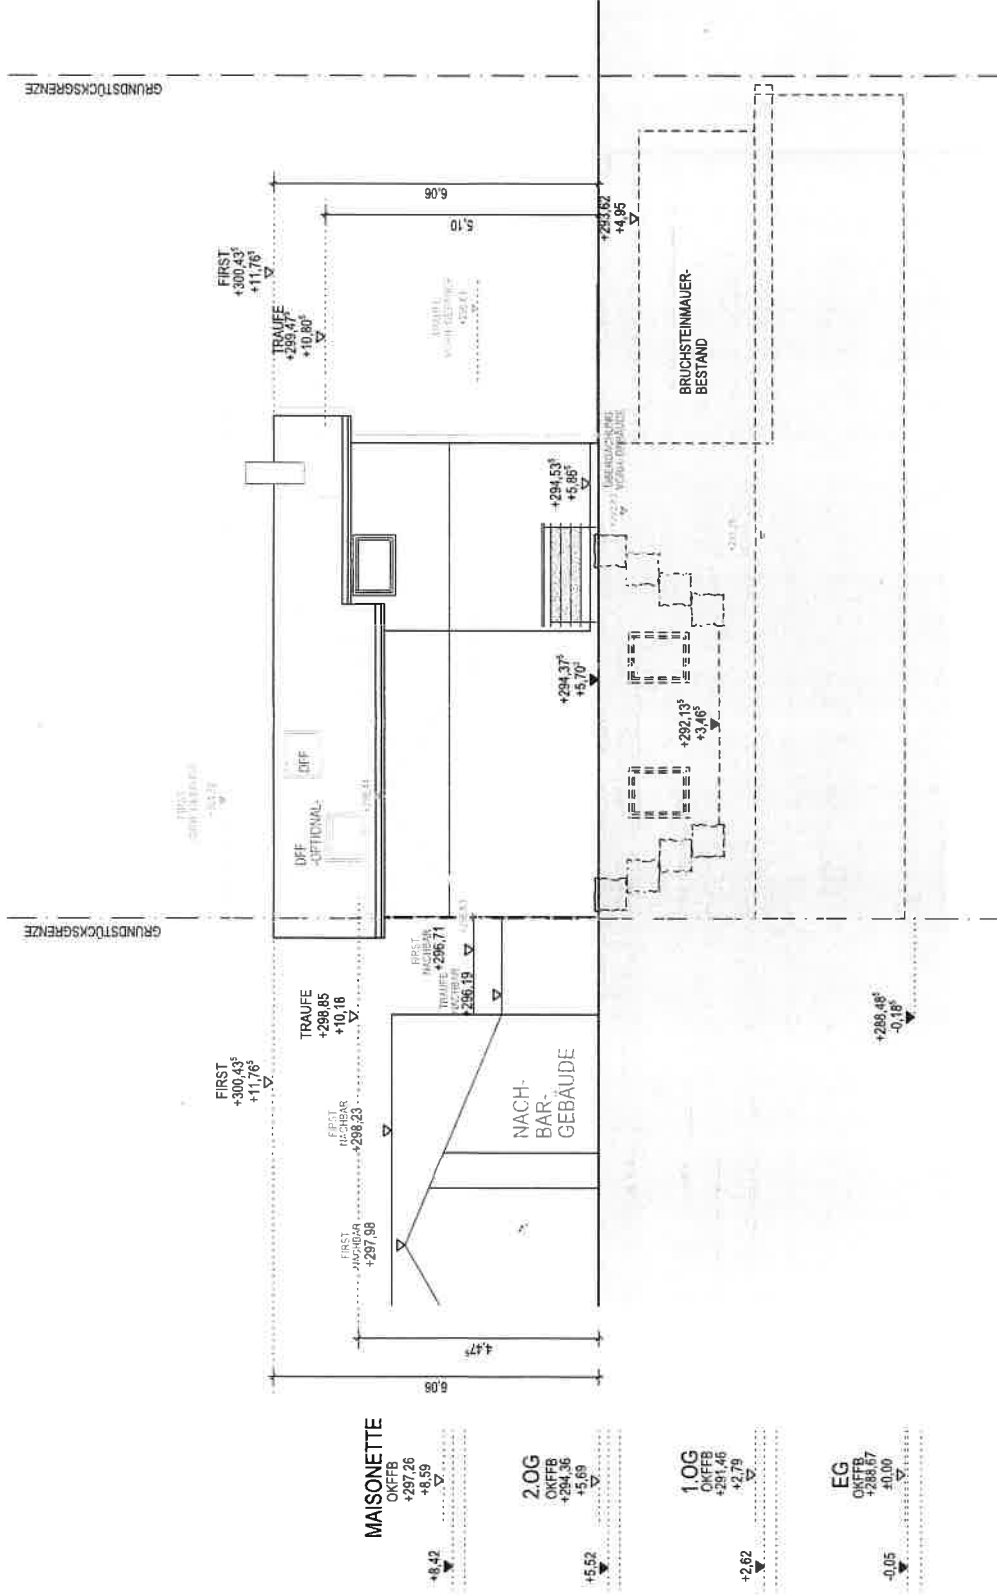 MAISONETTE
OKFFB
+297,26
+8,59
+8,42
2.OG
OKFFB
+294,36
+5,69
+5,52
1.OG
OKFFB
+291,46
+2,79
+2,62
EG
OKFFB
+288,67
±0,00
-0,05
6,06
4,47⁵
FIRST
NACHBAR
+297,98
FIRST
NACHBAR
+298,23
FIRST
+300,43⁵
+11,76⁵
TRAUFE
+298,85
+10,18
NACH-
BAR-
GEBÄUDE
TRAUFE
NACHBAR
+296,19
FIRST
NACHBAR
+296,71
+288,48⁵
-0,18⁵
GRUNDSTÜCKSGRENZE
FIRST
DFF
-OPTIONAL-
DFF
+292,13⁵
+3,46⁵
+294,37⁵
+5,70⁵
+294,53⁵
+5,86⁵
ÜBERDACHUNG
TRAUFE
+299,47⁵
+10,80⁵
FIRST
+300,43⁵
+11,76⁵
TRAUFE
5,10
6,06
+293,62
+4,95
BRUCHSTEINMAUER-
BESTAND
GRUNDSTÜCKSGRENZE